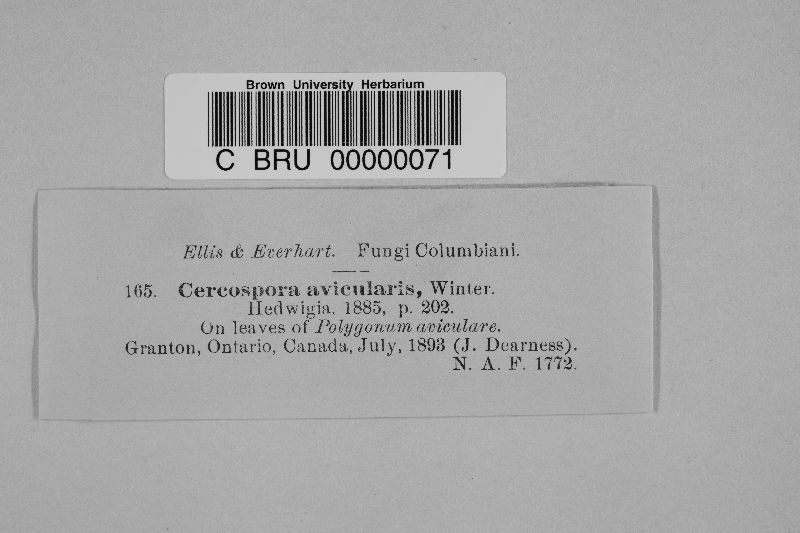 Brown University Herbarium
C BRU 00000071
Ellis & Everhart. Fungi Columbiani.
165. Cercospora avicularis, Winter.
Hedwigia, 1885, p. 202.
On leaves of Polygonum aviculare.
Granton, Ontario, Canada, July, 1893 (J. Dearness).
N. A. F. 1772.